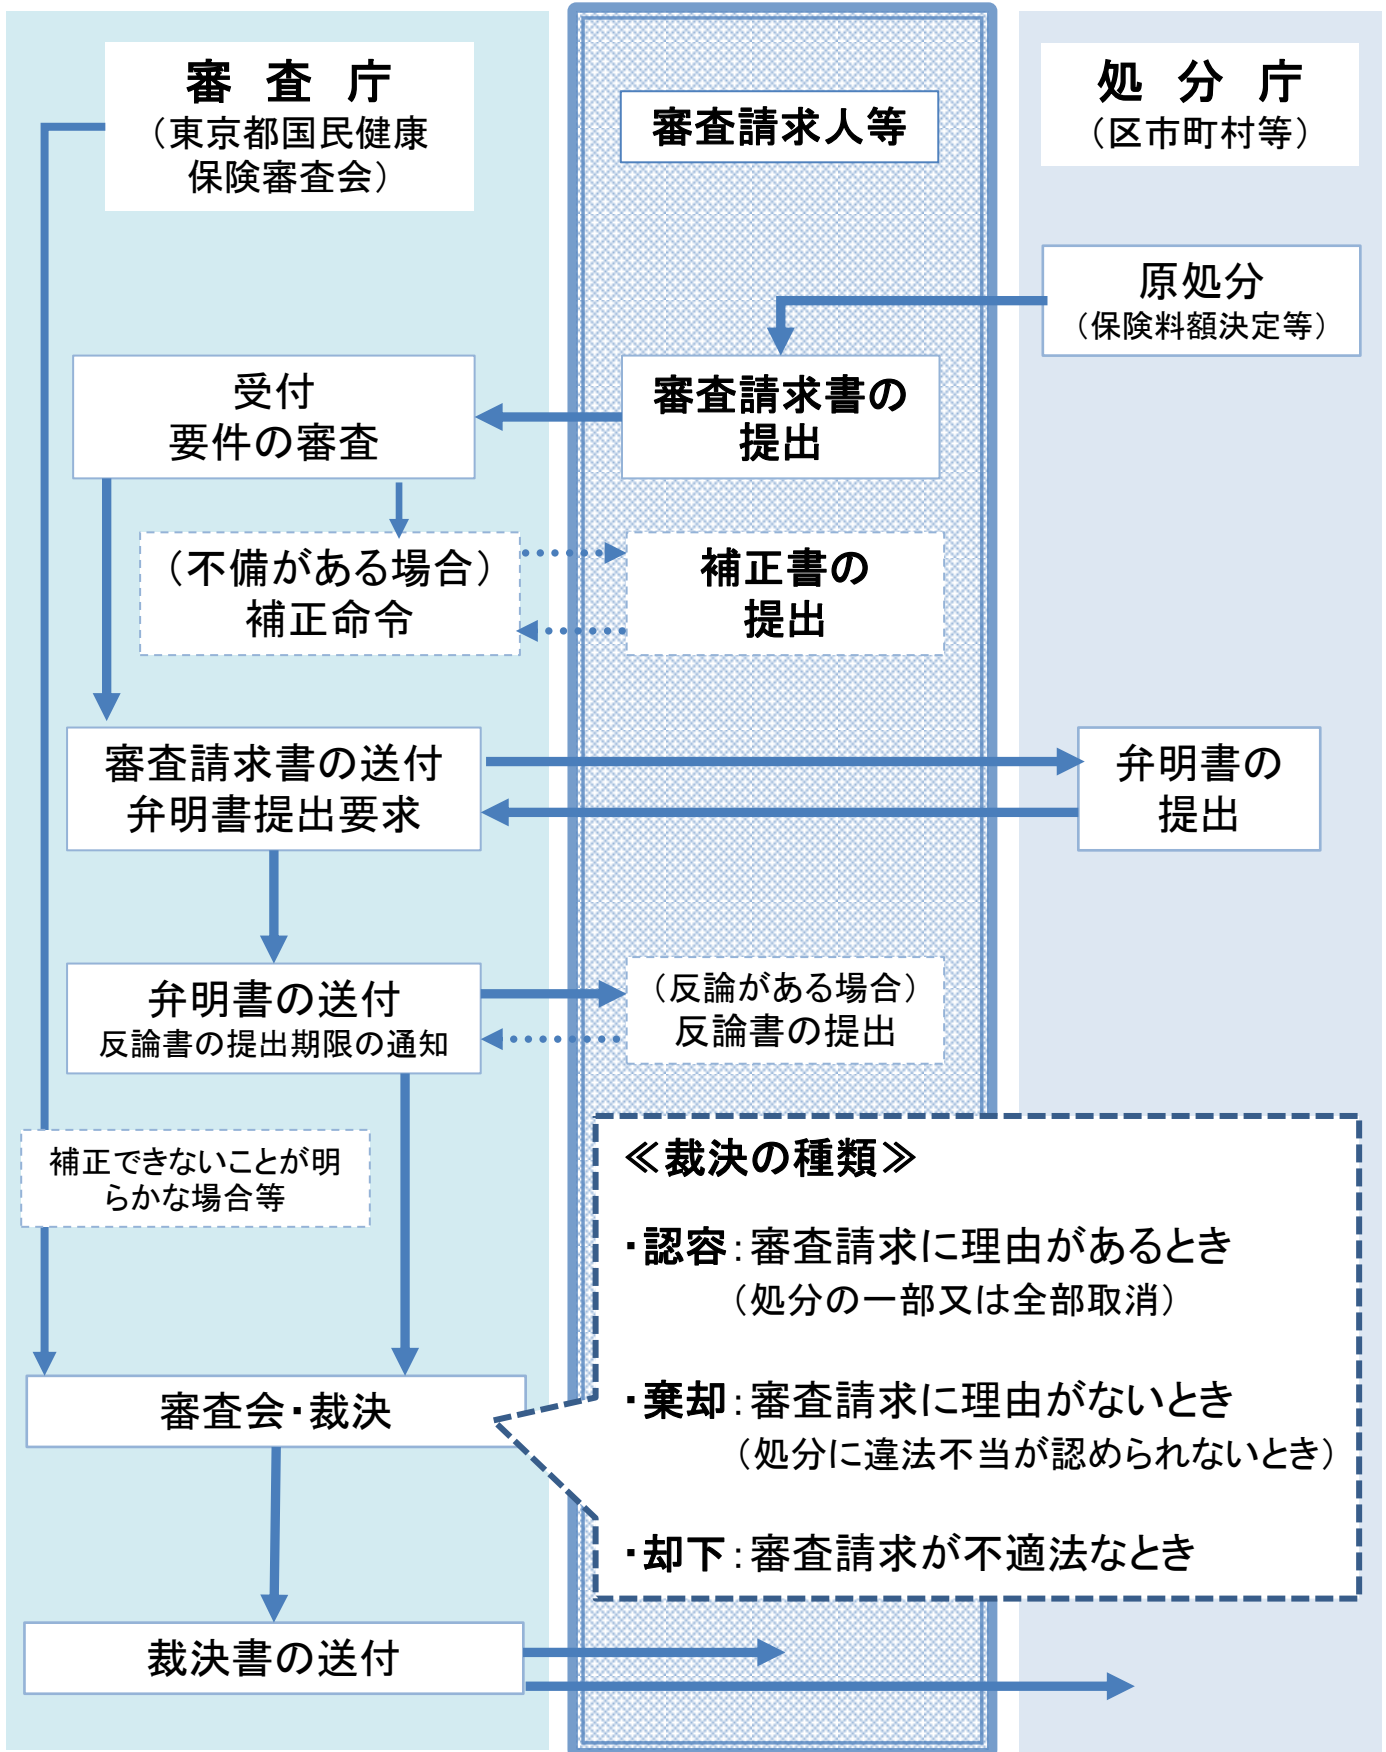 審査庁
（東京都国民健康
保険審査会）
審査請求人等
処分庁
（区市町村等）
原処分
（保険料額決定等）
受付
要件の審査
審査請求書の
提出
（不備がある場合）
補正命令
補正書の
提出
審査請求書の送付
弁明書提出要求
弁明書の
提出
弁明書の送付
反論書の提出期限の通知
（反論がある場合）
反論書の提出
補正できないことが明
らかな場合等
≪裁決の種類≫
・認容：審査請求に理由があるとき
（処分の一部又は全部取消）
・棄却：審査請求に理由がないとき
（処分に違法不当が認められないとき）
・却下：審査請求が不適法なとき
審査会・裁決
裁決書の送付